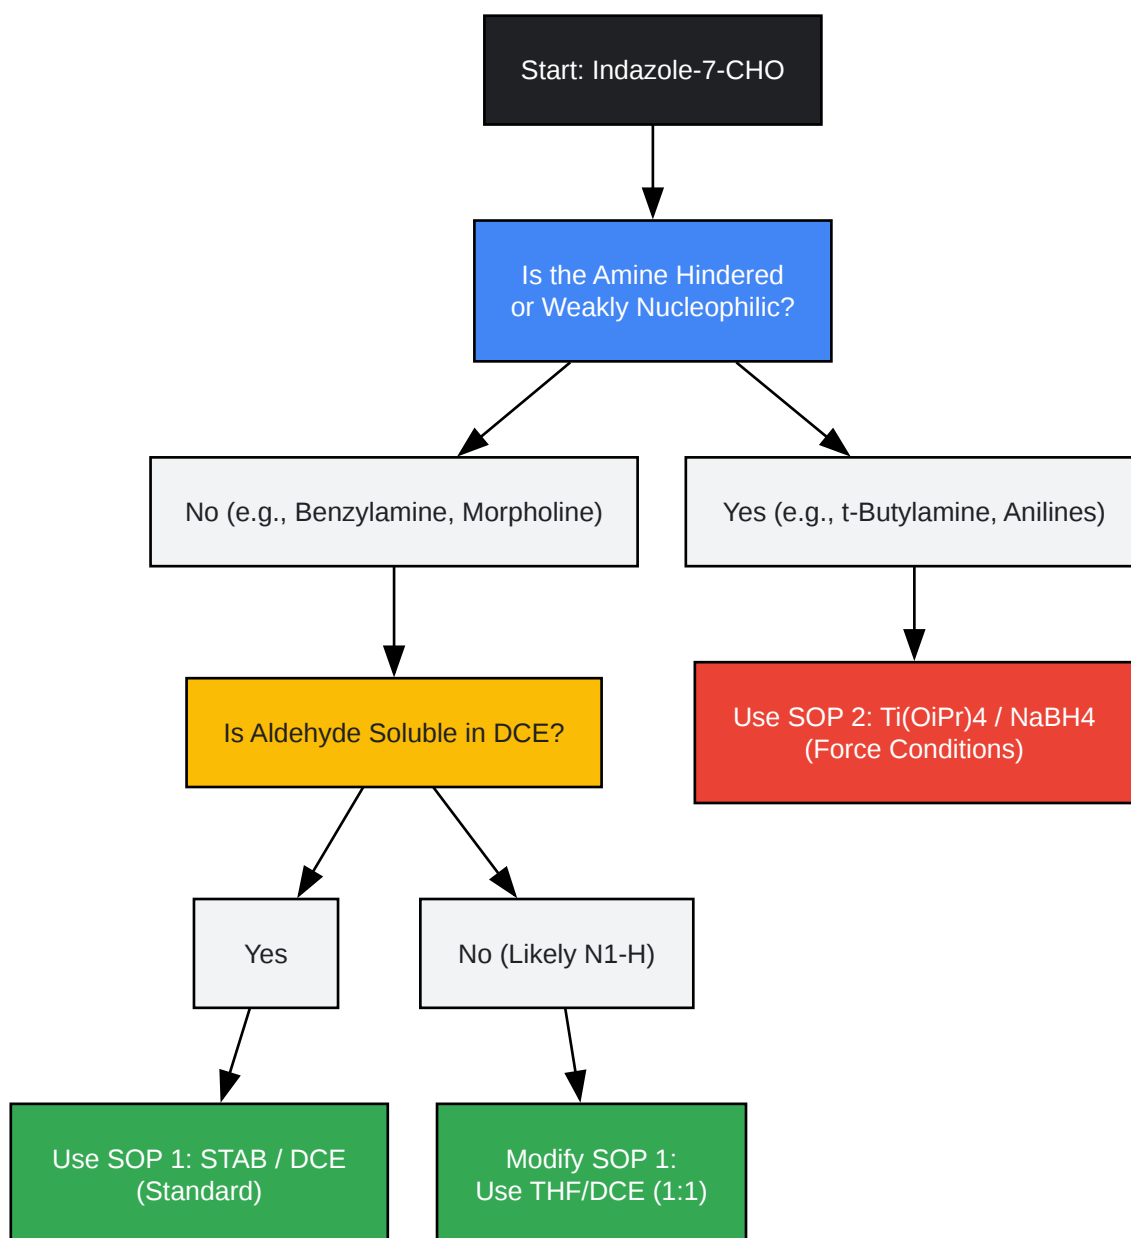 Start: Indazole-7-CHO
Is the Amine Hindered
or Weakly Nucleophilic?
No (e.g., Benzylamine, Morpholine)
Yes (e.g., t-Butylamine, Anilines)
Is Aldehyde Soluble in DCE?
Use SOP 2: Ti(OiPr)4 / NaBH4
(Force Conditions)
Yes
No (Likely N1-H)
Use SOP 1: STAB / DCE
(Standard)
Modify SOP 1:
Use THF/DCE (1:1)